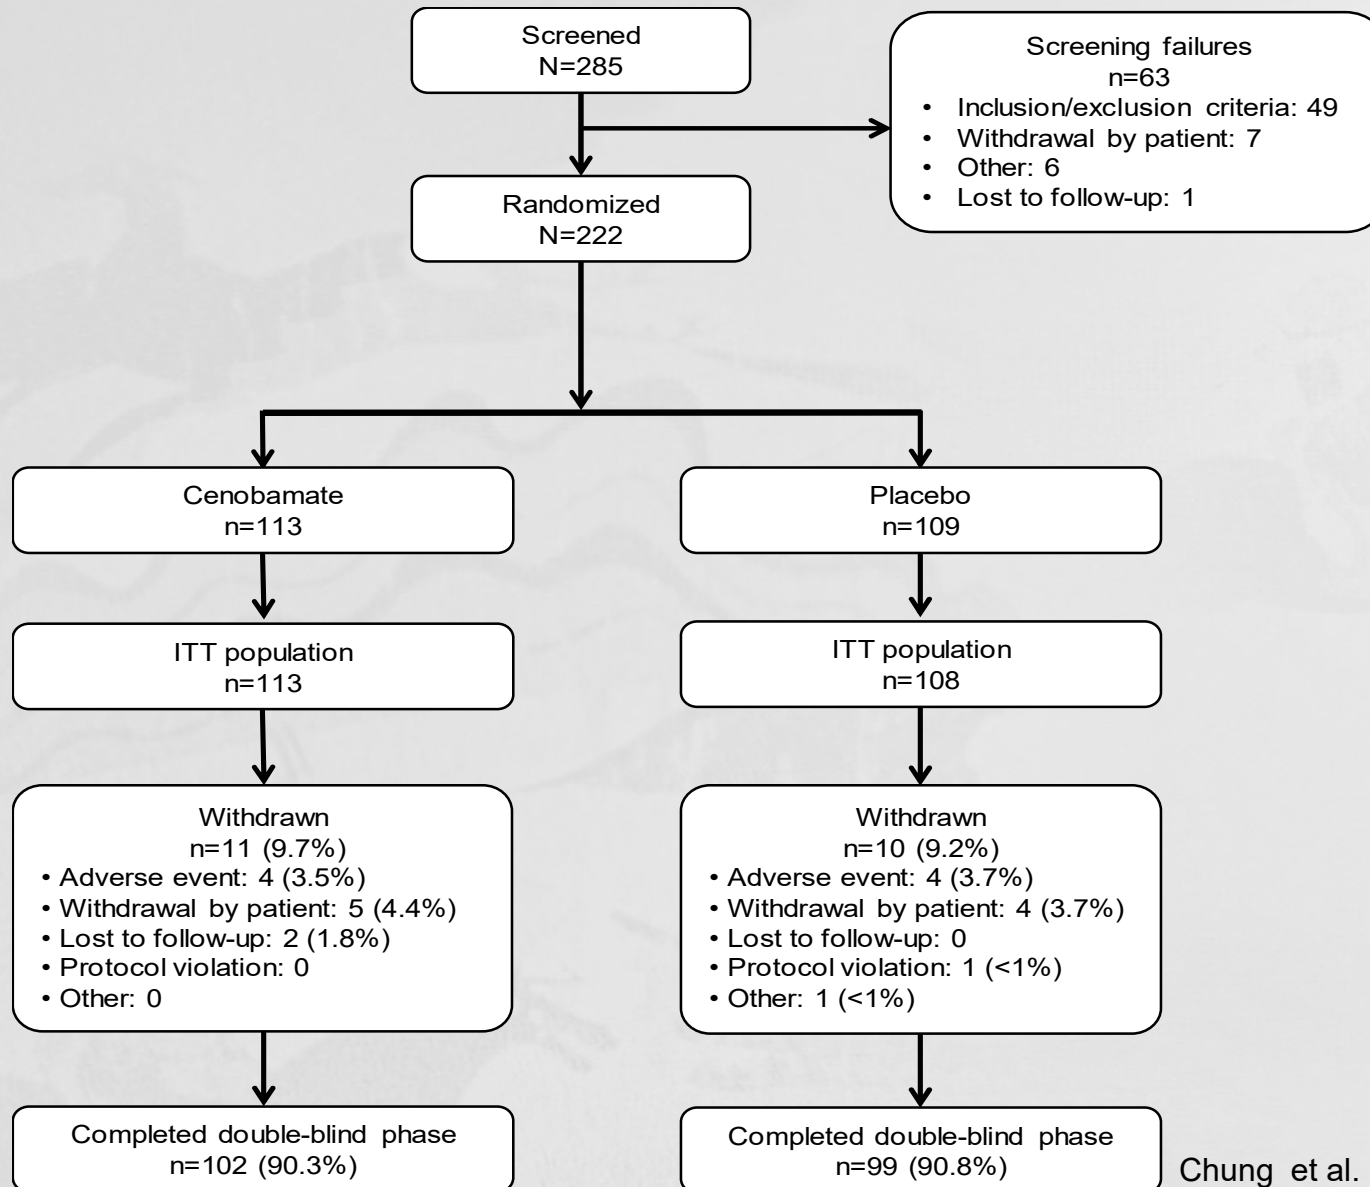 Screened
N=285
Screening failures
n=63
• Inclusion/exclusion criteria: 49
• Withdrawal by patient: 7
• Other: 6
• Lost to follow-up: 1
Randomized
N=222
Cenobamate
n=113
Placebo
n=109
ITT population
n=113
ITT population
n=108
Withdrawn
n=11 (9.7%)
• Adverse event: 4 (3.5%)
• Withdrawal by patient: 5 (4.4%)
• Lost to follow-up: 2 (1.8%)
• Protocol violation: 0
• Other: 0
Withdrawn
n=10 (9.2%)
• Adverse event: 4 (3.7%)
• Withdrawal by patient: 4 (3.7%)
• Lost to follow-up: 0
• Protocol violation: 1 (<1%)
• Other: 1 (<1%)
Completed double-blind phase
n=102 (90.3%)
Completed double-blind phase
n=99 (90.8%)
Chung et al.